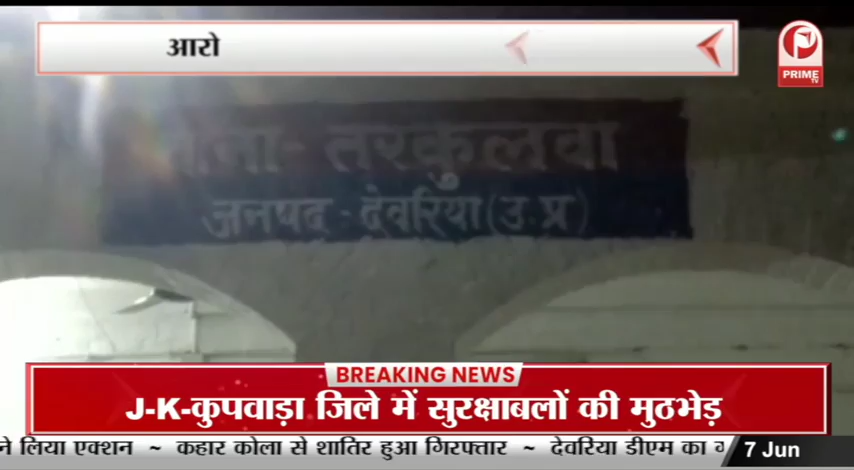 आरो
PRIME
TV
तरकुलवा
जनपद - देवरिया (उ. प्र)
BREAKING NEWS
J-K-कुपवाड़ा जिले में सुरक्षाबलों की मुठभेड़
ने लिया एक्शन ~ कहार कोला से शातिर हुआ गिरफ्तार ~ देवरिया डीएम का
7 Jun